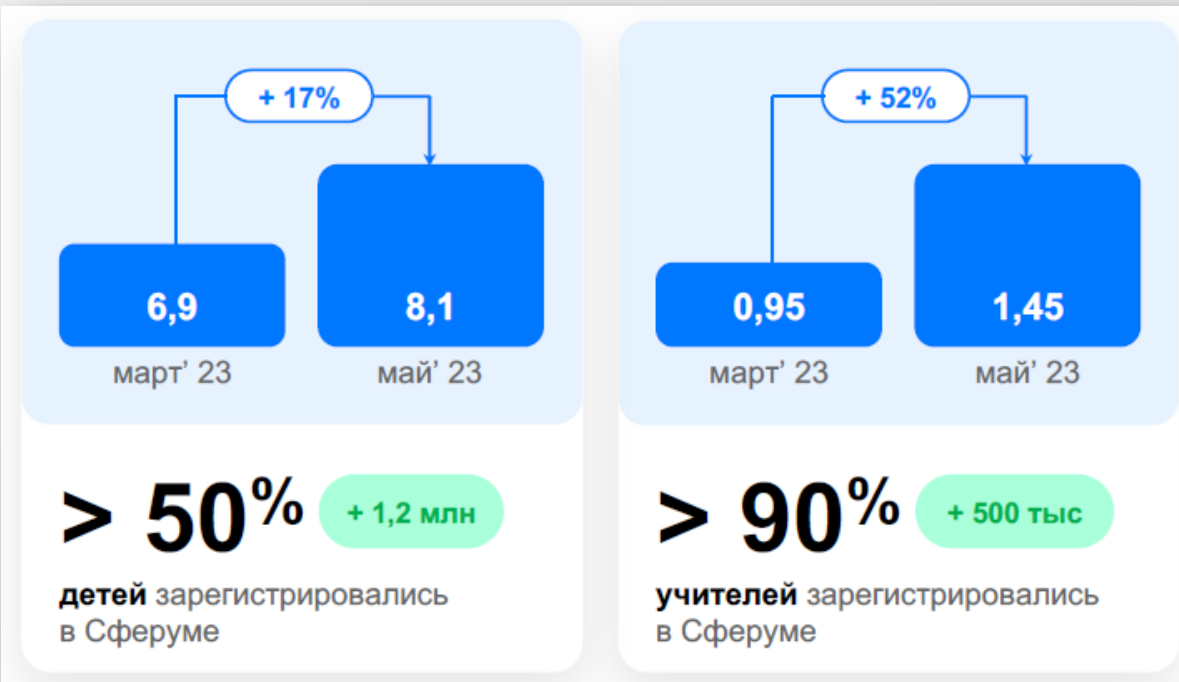 + 17%
6,9
8,1
март’ 23
май’ 23
> 50%
+ 1,2 млн
детей зарегистрировались
в Сферуме
+ 52%
0,95
1,45
март’ 23
май’ 23
> 90%
+ 500 тыс
учителей зарегистрировались
в Сферуме